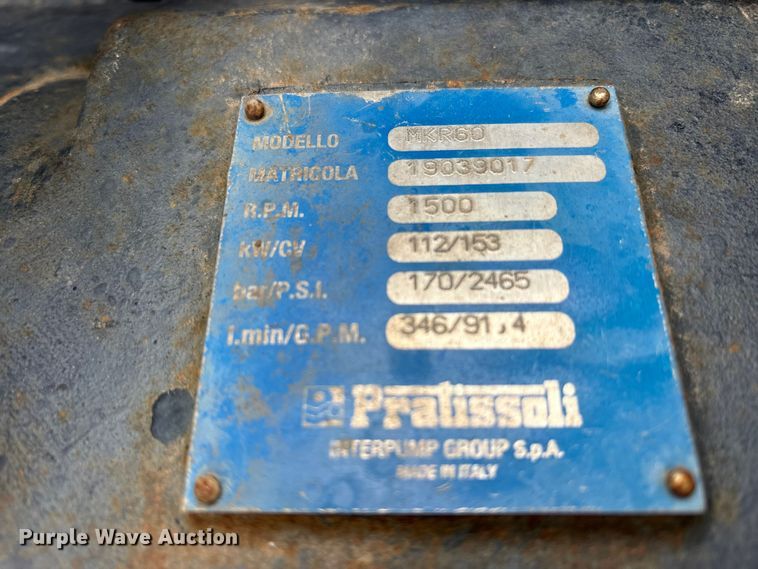 MODELLO MKR60
MATRICOLA 19039017
R.P.M. 1500
kW/CV 112/153
bar/P.S.I. 170/2465
l.min/G.P.M. 346/91,4
Pratissoli
INTERPUMP GROUP S.p.A.
MADE IN ITALY
Purple Wave Auction